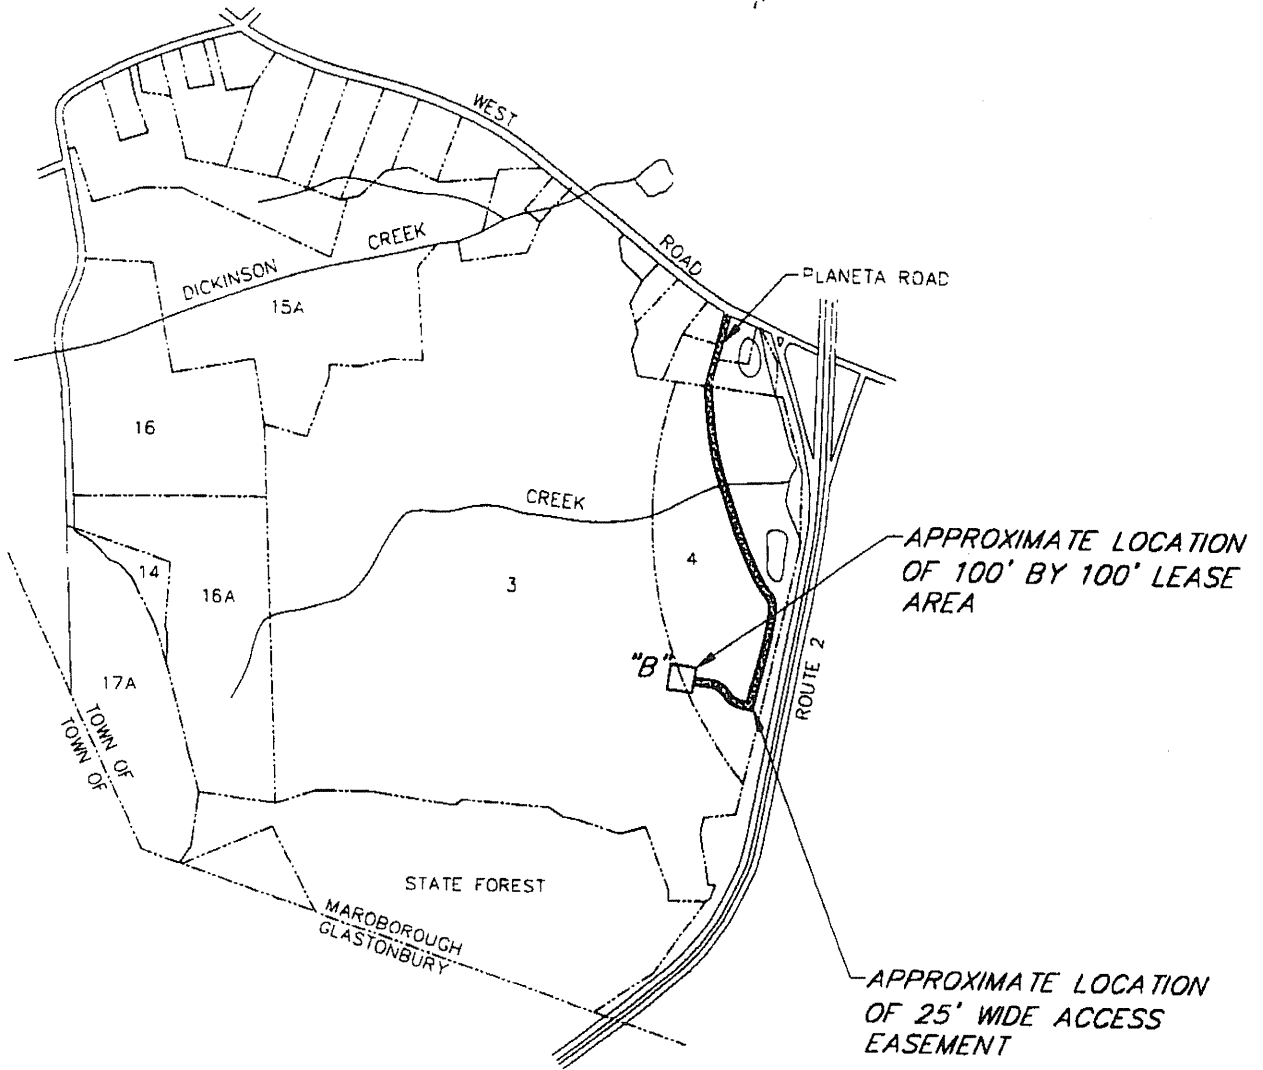 WEST
ROAD
PLANETA ROAD
DICKINSON
CREEK
15A
16
CREEK
APPROXIMATE LOCATION
OF 100' BY 100' LEASE
AREA
14
16A
3
4
"B"
17A
ROUTE 2
TOWN OF
TOWN OF
STATE FOREST
MAROBOROUGH
GLASTONBURY
APPROXIMATE LOCATION
OF 25' WIDE ACCESS
EASEMENT